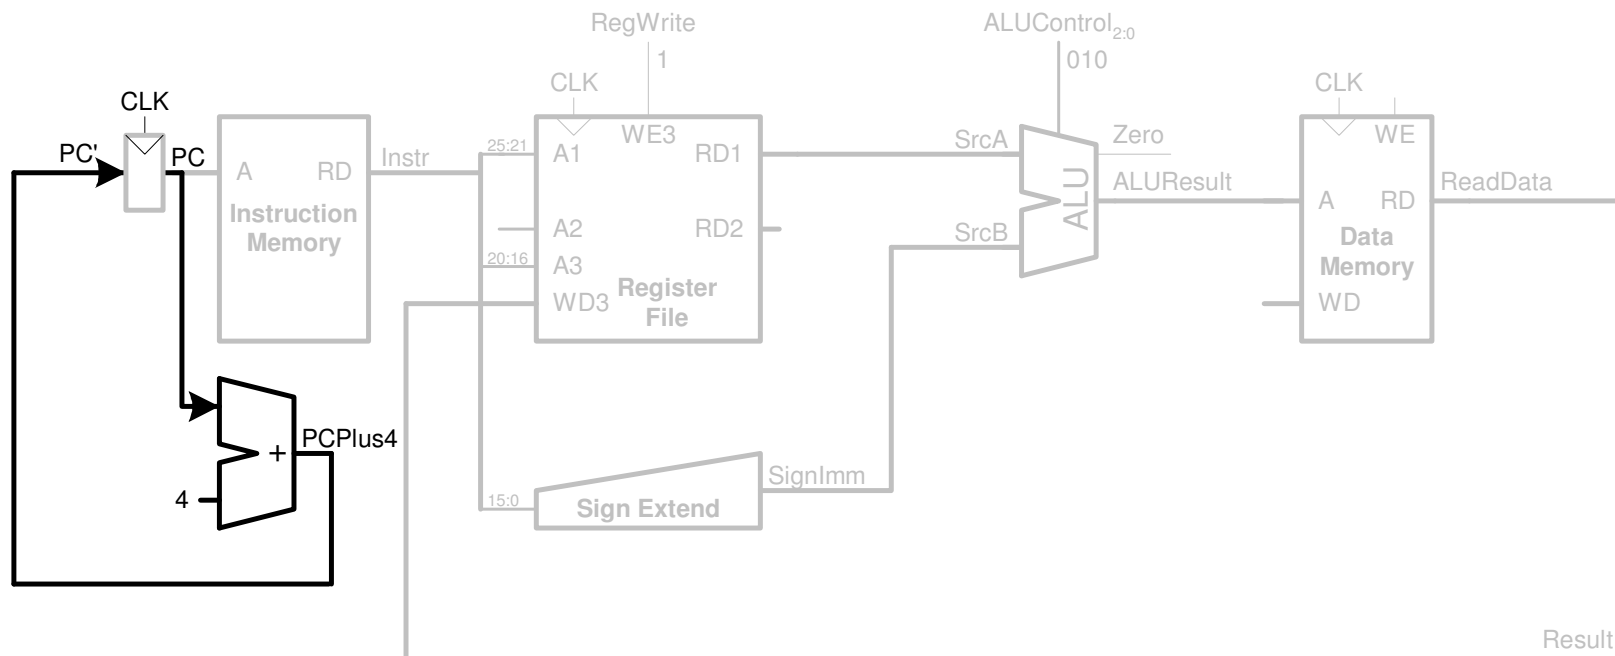 RegWrite
ALUControl2:0
1
010
CLK
CLK
CLK
PC'
PC
A
RD
Instruction
Memory
Instr
25:21
A1
WE3
RD1
A2
RD2
20:16
A3
WD3
Register
File
SrcA
SrcB
ALU
Zero
ALUResult
WE
A
RD
Data
Memory
WD
ReadData
+
PCPlus4
4
15:0
Sign Extend
SignImm
Result